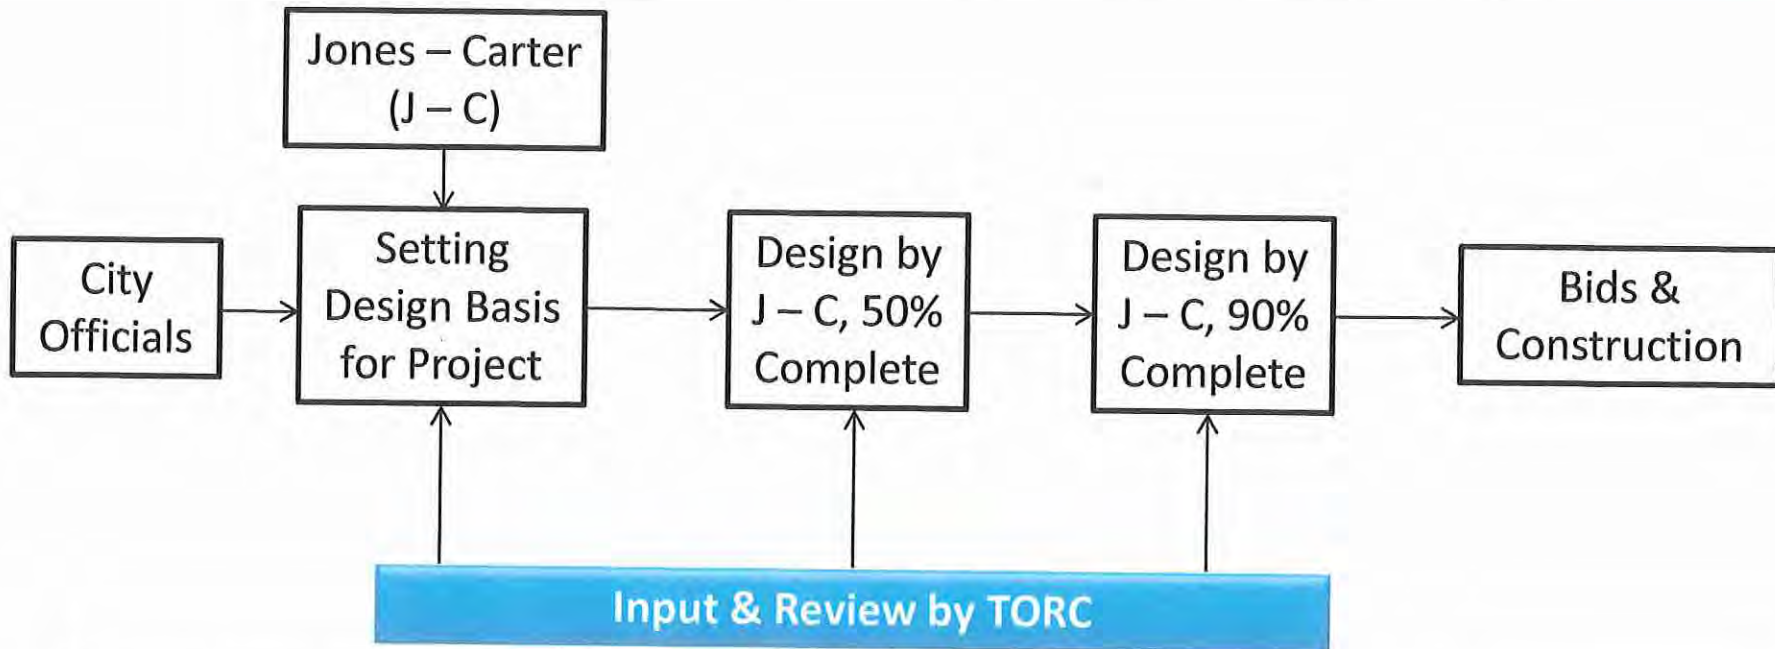 Jones – Carter
(J – C)
City
Officials
Setting
Design Basis
for Project
Design by
J – C, 50%
Complete
Design by
J – C, 90%
Complete
Bids &
Construction
Input & Review by TORC